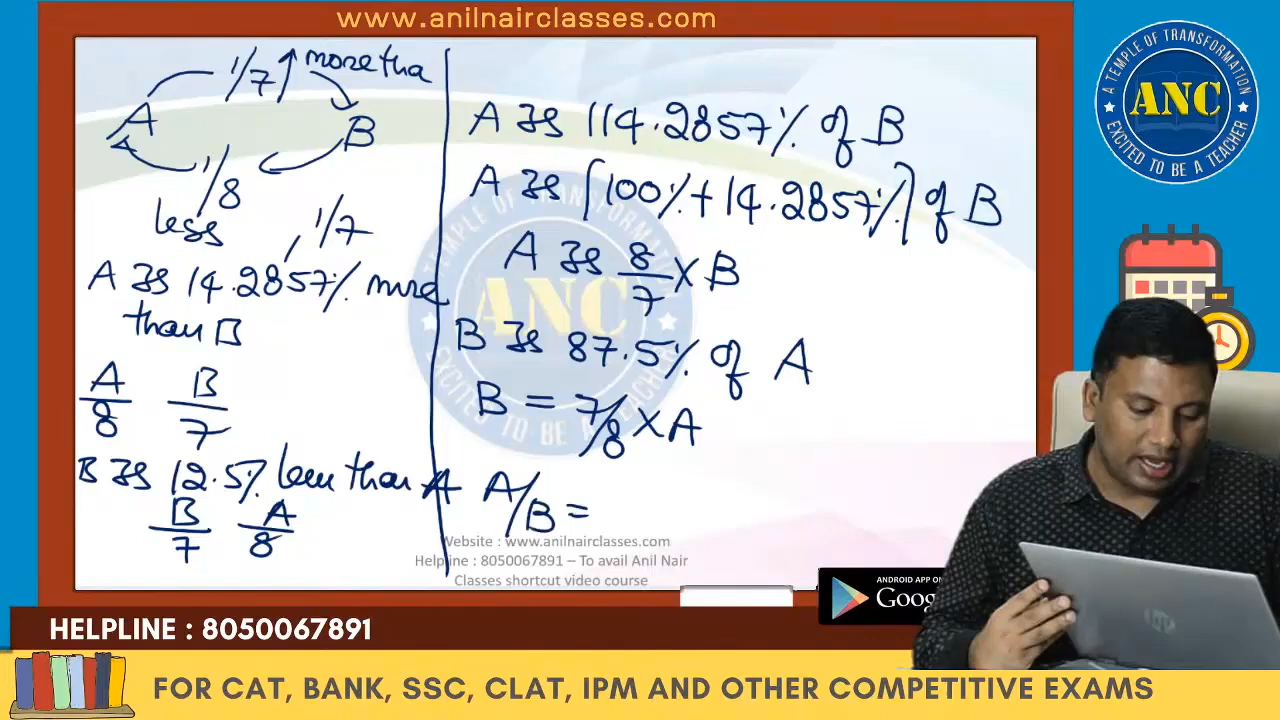 www.anilnairclasses.com
1/7 ↑ more tha
A B
1/8
less
1/7
A is 14.2857% more
than B
A/8 B/7
B is 12.5% less than A
B/7 A/8
A is 114.2857% of B
A is [100% + 14.2857%] of B
A is 8/7 X B
B is 87.5% of A
B = 7/8 X A
A/B =
Website : www.anilnairclasses.com
Helpline : 8050067891 – To avail Anil Nair
Classes shortcut video course
A TEMPLE OF TRANSFORMATION
ANC
EXCITED TO BE A TEACHER
ANDROID APP ON
Goog
HELPLINE : 8050067891
FOR CAT, BANK, SSC, CLAT, IPM AND OTHER COMPETITIVE EXAMS